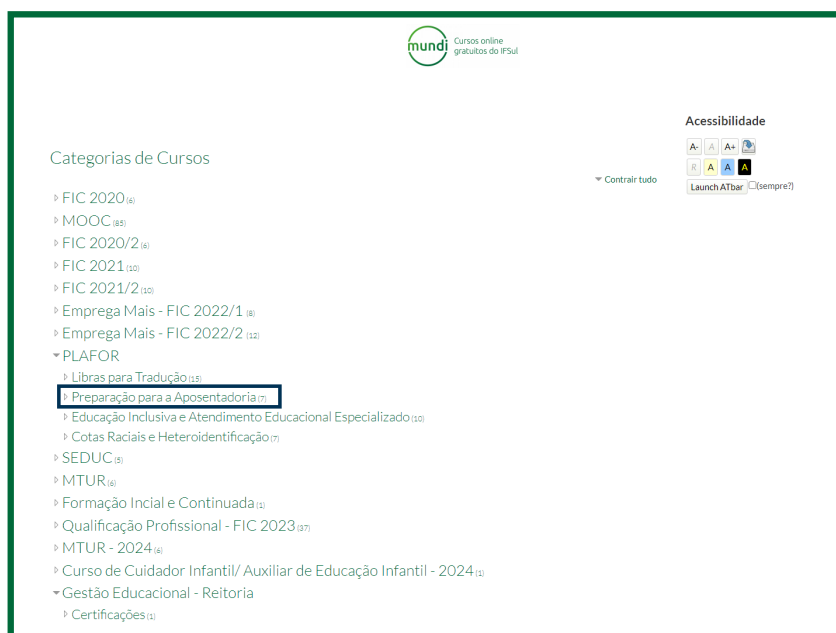 mundi
Cursos online
gratuitos do IFSul
Acessibilidade
A- A A+
R A A A
Launch ATbar (sempre?)
Categorias de Cursos
Contrair tudo
FIC 2020 (6)
MOOC (85)
FIC 2020/2 (6)
FIC 2021 (10)
FIC 2021/2 (10)
Emprega Mais - FIC 2022/1 (8)
Emprega Mais - FIC 2022/2 (12)
PLAFOR
Libras para Tradução (15)
Preparação para a Aposentadoria (7)
Educação Inclusiva e Atendimento Educacional Especializado (10)
Cotas Raciais e Heteroidentificação (7)
SEDUC (5)
MTUR (6)
Formação Incial e Continuada (1)
Qualificação Profissional - FIC 2023 (37)
MTUR - 2024 (6)
Curso de Cuidador Infantil/ Auxiliar de Educação Infantil - 2024 (1)
Gestão Educacional - Reitoria
Certificações (1)